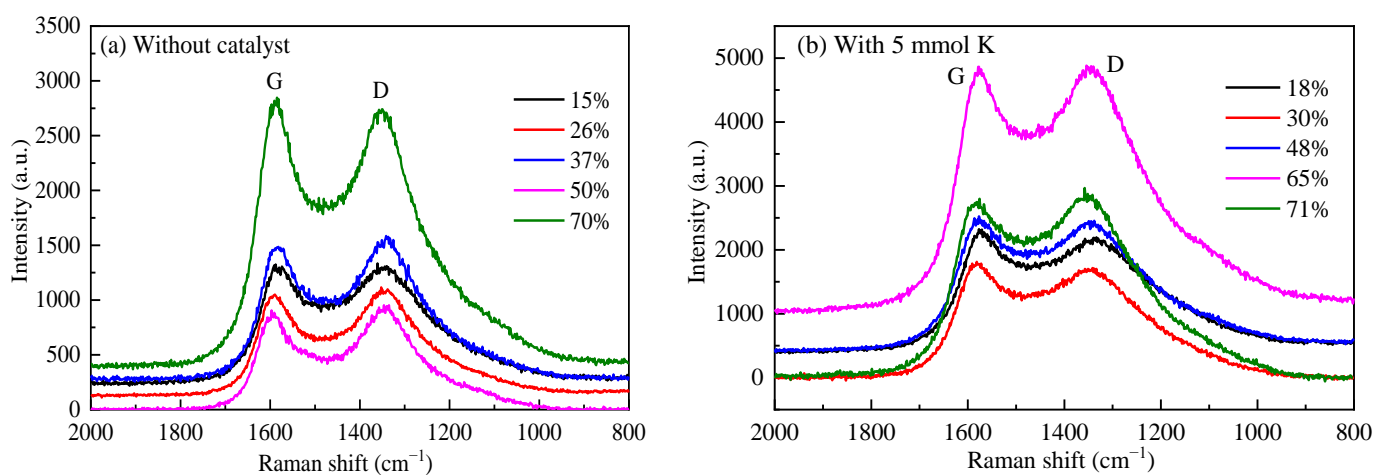 (a) Without catalyst
G
D
15%
26%
37%
50%
70%
Intensity (a.u.)
3500
3000
2500
2000
1500
1000
500
0
2000 1800 1600 1400 1200 1000 800
Raman shift (cm⁻¹)
(b) With 5 mmol K
G
D
18%
30%
48%
65%
71%
Intensity (a.u.)
5000
4000
3000
2000
1000
0
2000 1800 1600 1400 1200 1000 800
Raman shift (cm⁻¹)